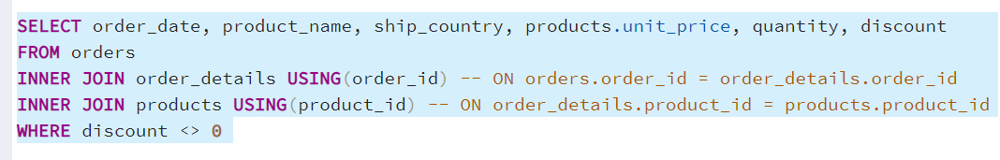 SELECT order_date, product_name, ship_country, products.unit_price, quantity, discount
FROM orders
INNER JOIN order_details USING(order_id) -- ON orders.order_id = order_details.order_id
INNER JOIN products USING(product_id) -- ON order_details.product_id = products.product_id
WHERE discount <> 0